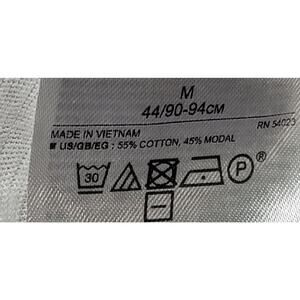 M
44/90-94CM
RN 54023
MADE IN VIETNAM
■ US/GB/EG : 55% COTTON, 45% MODAL
30 P ®